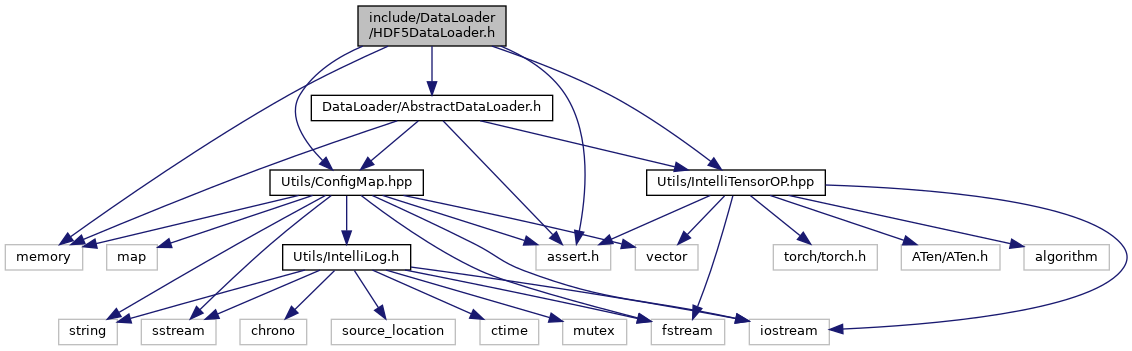 include/DataLoader
/HDF5DataLoader.h
DataLoader/AbstractDataLoader.h
Utils/ConfigMap.hpp
Utils/IntelliTensorOP.hpp
memory
map
Utils/IntelliLog.h
assert.h
vector
torch/torch.h
ATen/ATen.h
algorithm
string
sstream
chrono
source_location
ctime
mutex
fstream
iostream